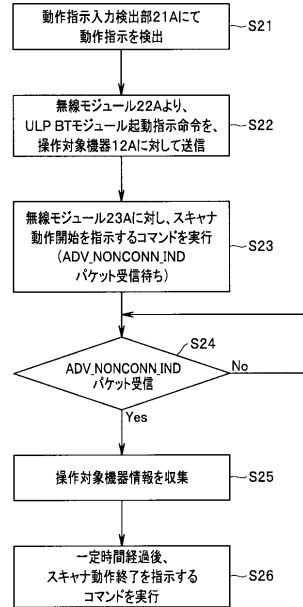 動作指示入力検出部21Aにて
動作指示を検出
S21
無線モジュール22Aより、
ULP BTモジュール起動指示命令を、
操作対象機器12Aに対して送信
S22
無線モジュール23Aに対し、スキャナ
動作開始を指示するコマンドを実行
(ADV_NONCONN_IND
パケット受信待ち)
S23
S24
ADV_NONCONN_IND
パケット受信
No
Yes
操作対象機器情報を収集
S25
一定時間経過後、
スキャナ動作終了を指示する
コマンドを実行
S26